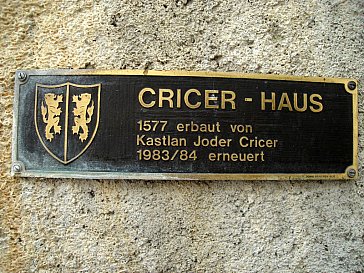 CRICER - HAUS
1577 erbaut von
Kastlan Joder Cricer
1983/84 erneuert